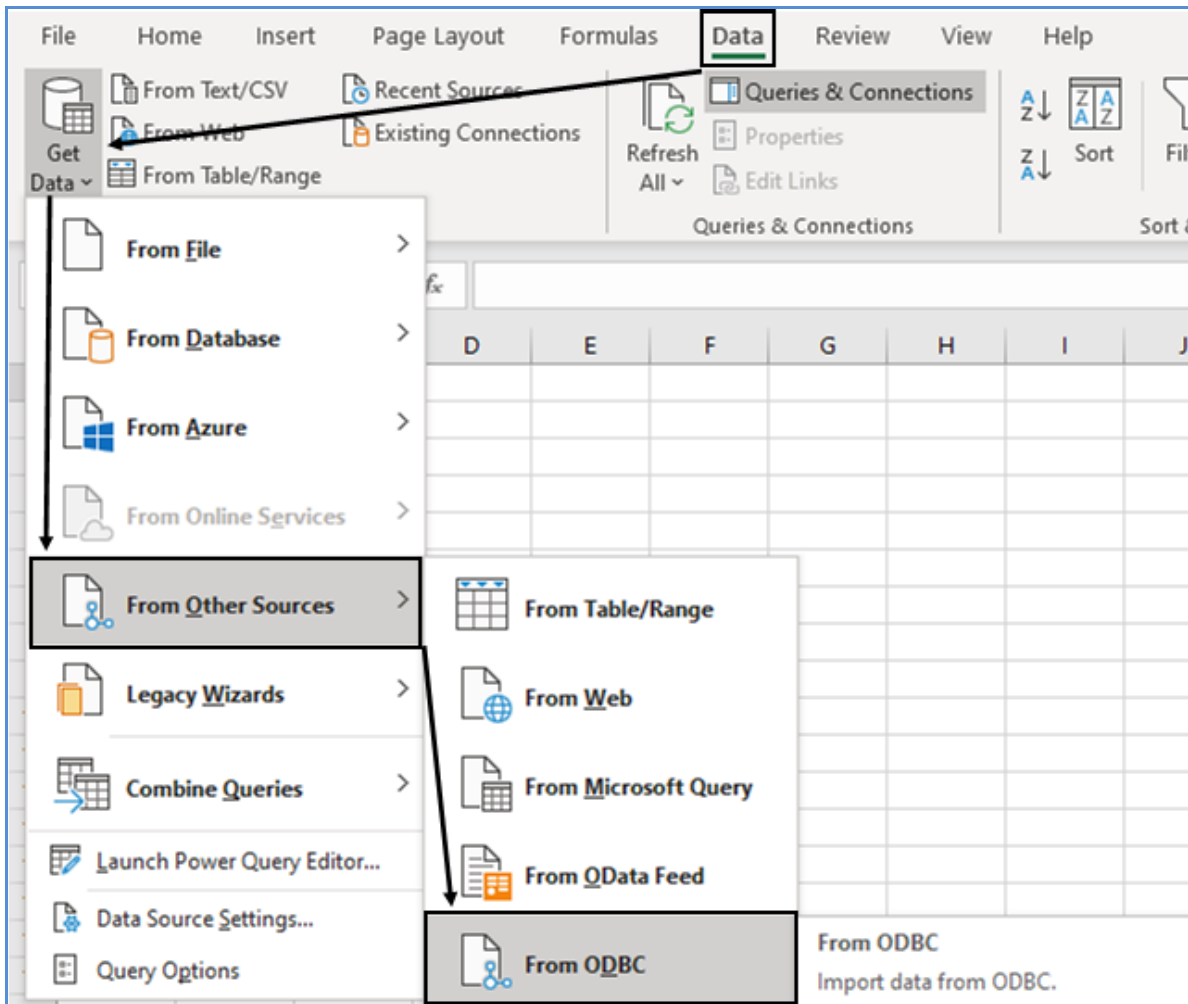 File Home Insert Page Layout Formulas Data Review View Help
From Text/CSV Recent Sources Queries & Connections
From Web Existing Connections Properties
Get Data From Table/Range Refresh All Edit Links Sort
Queries & Connections Sort
From File
fx
From Database
D E F G H I J
From Azure
From Online Services
From Other Sources
From Table/Range
Legacy Wizards
From Web
Combine Queries
From Microsoft Query
Launch Power Query Editor...
From OData Feed
Data Source Settings...
Query Options
From ODBC
From ODBC
Import data from ODBC.